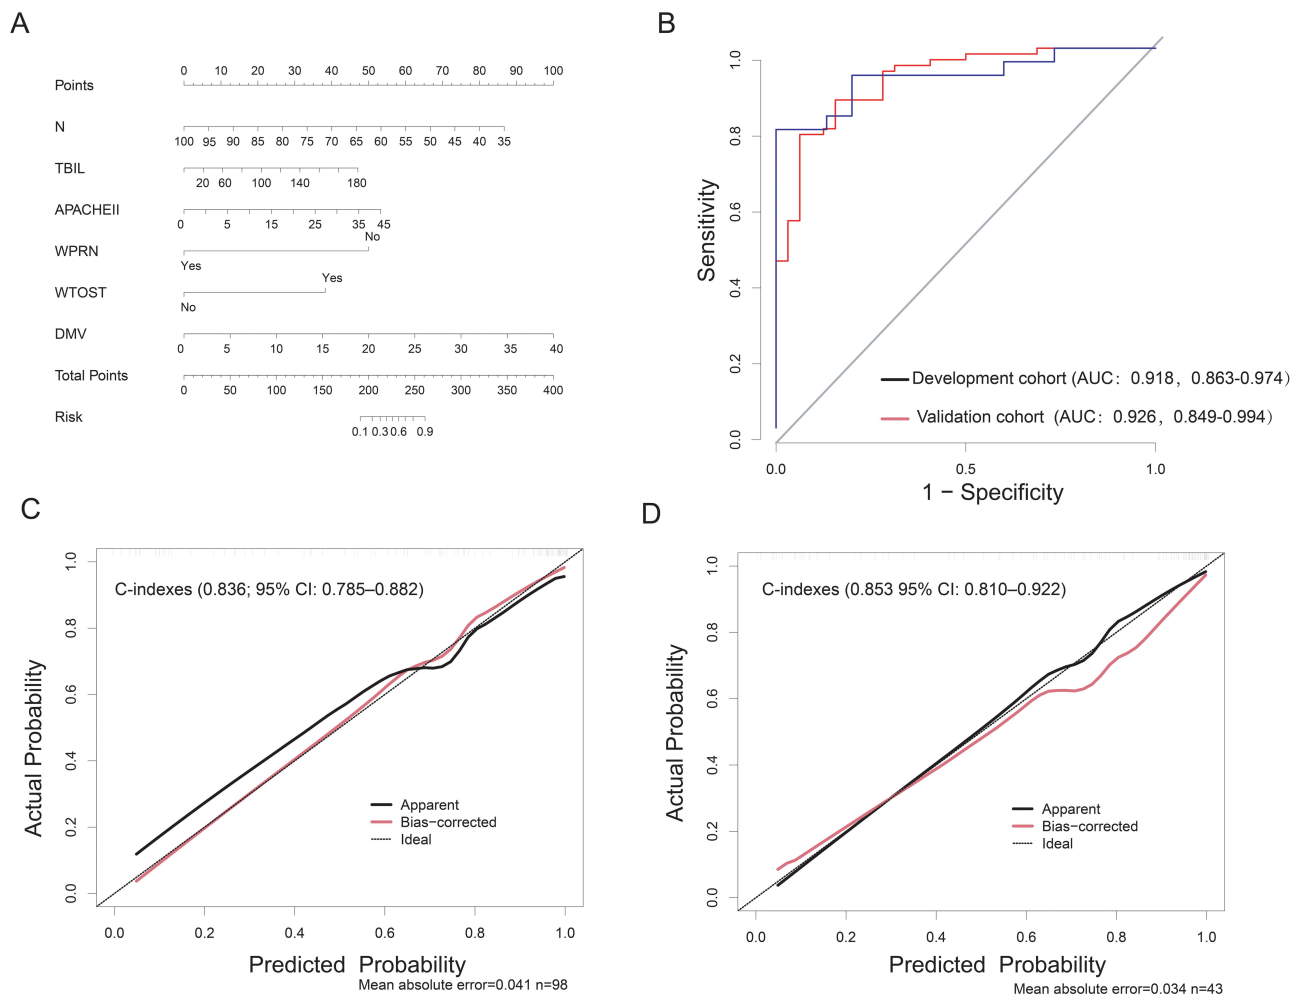 A
Points
0 10 20 30 40 50 60 70 80 90 100
N
100 95 90 85 80 75 70 65 60 55 50 45 40 35
TBIL
20 60 100 140 180
APACHEII
0 5 15 25 35 45
WPRN
No
Yes
WTOST
Yes
No
DMV
0 5 10 15 20 25 30 35 40
Total Points
0 50 100 150 200 250 300 350 400
Risk
0.1 0.3 0.6 0.9
B
Sensitivity
1.0
0.8
0.6
0.4
0.2
0.0
Development cohort (AUC: 0.918, 0.863-0.974)
Validation cohort (AUC: 0.926, 0.849-0.994)
0.0 0.5 1.0
1 − Specificity
C
Actual Probability
1.0
0.8
0.6
0.4
0.2
0.0
C-indexes (0.836; 95% CI: 0.785–0.882)
Apparent
Bias−corrected
Ideal
0.0 0.2 0.4 0.6 0.8 1.0
Predicted Probability
Mean absolute error=0.041 n=98
D
Actual Probability
1.0
0.8
0.6
0.4
0.2
0.0
C-indexes (0.853 95% CI: 0.810–0.922)
Apparent
Bias−corrected
Ideal
0.0 0.2 0.4 0.6 0.8 1.0
Predicted Probability
Mean absolute error=0.034 n=43